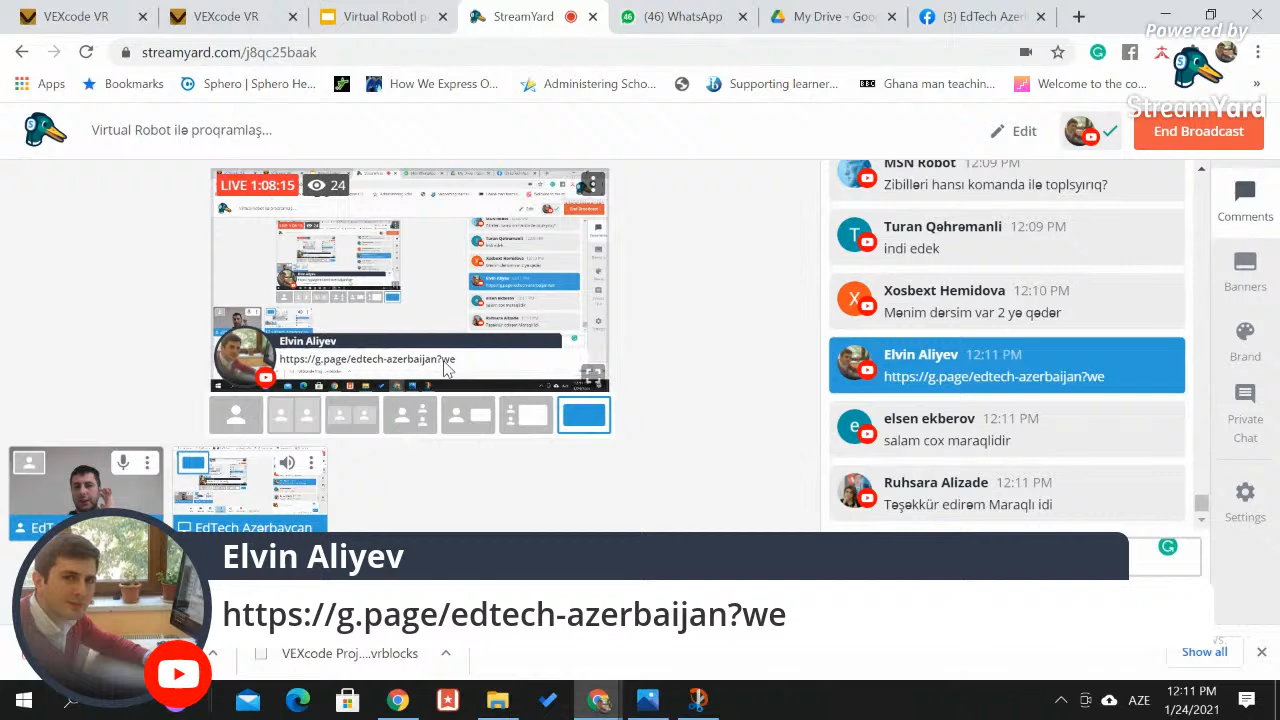 VEXcode VR
VEXcode VR
Virtual Robotl p
StreamYard
(46) WhatsApp
My Drive - Goo
(3) EdTech Azer
streamyard.com/j8qc25baak
Powered by
StreamYard
Apps
Bookmarks
Sphero | Sphero He...
How We Express O...
Administering Scho...
Supporting learner...
Ghana man teachin...
Welcome to the co...
Virtual Robot ilə proqramlaş...
Edit
End Broadcast
LIVE 1:08:15
24
Elvin Aliyev
https://g.page/edtech-azerbaijan?we
MSN Robot 12:09 PM
Zibilləri hansı komanda ilə toplsyırıq?
Turan Qəhrəmanli 12:09 PM
indi edek
Xosbext Hemidova 12:10 PM
Mənim dərsim var 2 yə qədər
Elvin Aliyev 12:11 PM
https://g.page/edtech-azerbaijan?we
elsen ekberov 12:11 PM
salam cox maraqlidir
Ruhsara Alizade 12:11 PM
Təşəkkür edirəm Maraqlı idi
Comments
Banners
Brand
Private
Chat
Settings
EdT
EdTech Azərbaycan
Elvin Aliyev
https://g.page/edtech-azerbaijan?we
VEXcode Proj....vrblocks
Show all
AZE
12:11 PM
1/24/2021